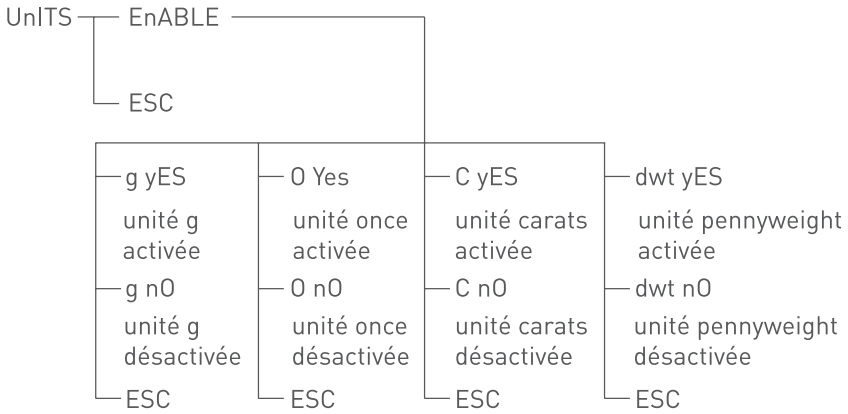 UnITS EnABLE
ESC
g yES O Yes C yES dwt yES
unité g unité once unité carats unité pennyweight
activée activée activée activée
g nO O nO C nO dwt nO
unité g unité once unité carats unité pennyweight
désactivée désactivée désactivée désactivée
ESC ESC ESC ESC